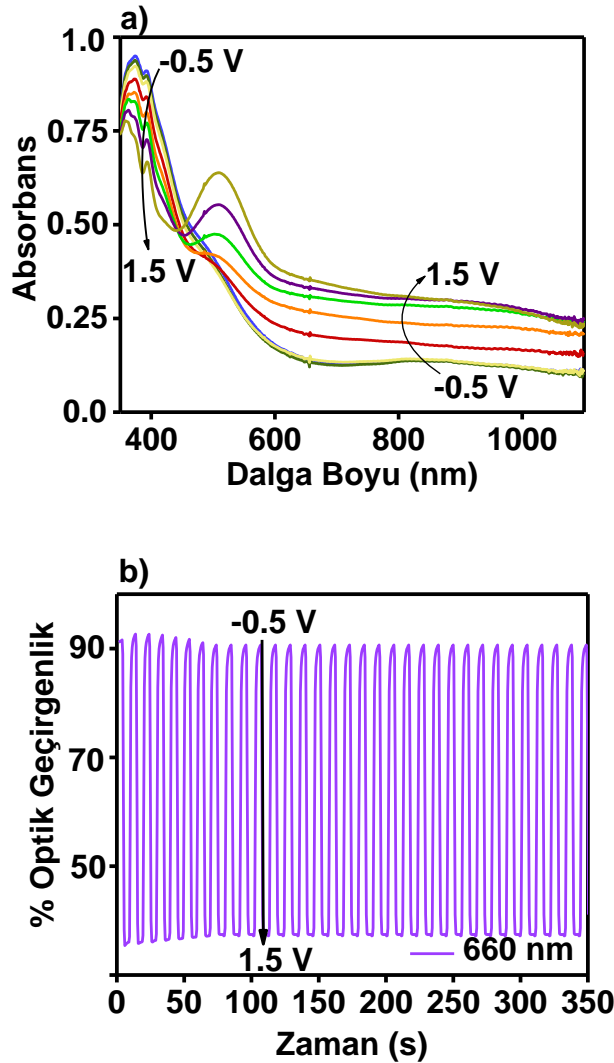 a)
Absorbans
1.0
0.75
0.50
0.25
0.0
-0.5 V
1.5 V
1.5 V
-0.5 V
400 600 800 1000
Dalga Boyu (nm)
b)
% Optik Geçirgenlik
90
70
50
-0.5 V
1.5 V
660 nm
0 50 100 150 200 250 300 350
Zaman (s)